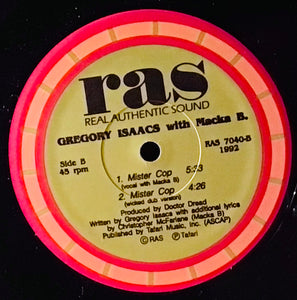 ras
REAL AUTHENTIC SOUND
GREGORY ISAACS with Macka B.
Side B
45 rpm
RAS 7040-B
1992
1. Mister Cop 5:33
(vocal with Macka B)
2. Mister Cop 4:26
(wicked dub version)
Produced by Doctor Dread
Written by Gregory Isaacs with additional lyrics
by Christopher McFarlane (Macka B)
Published by Tafari Music, Inc. (ASCAP)
©RAS ℗Tafari